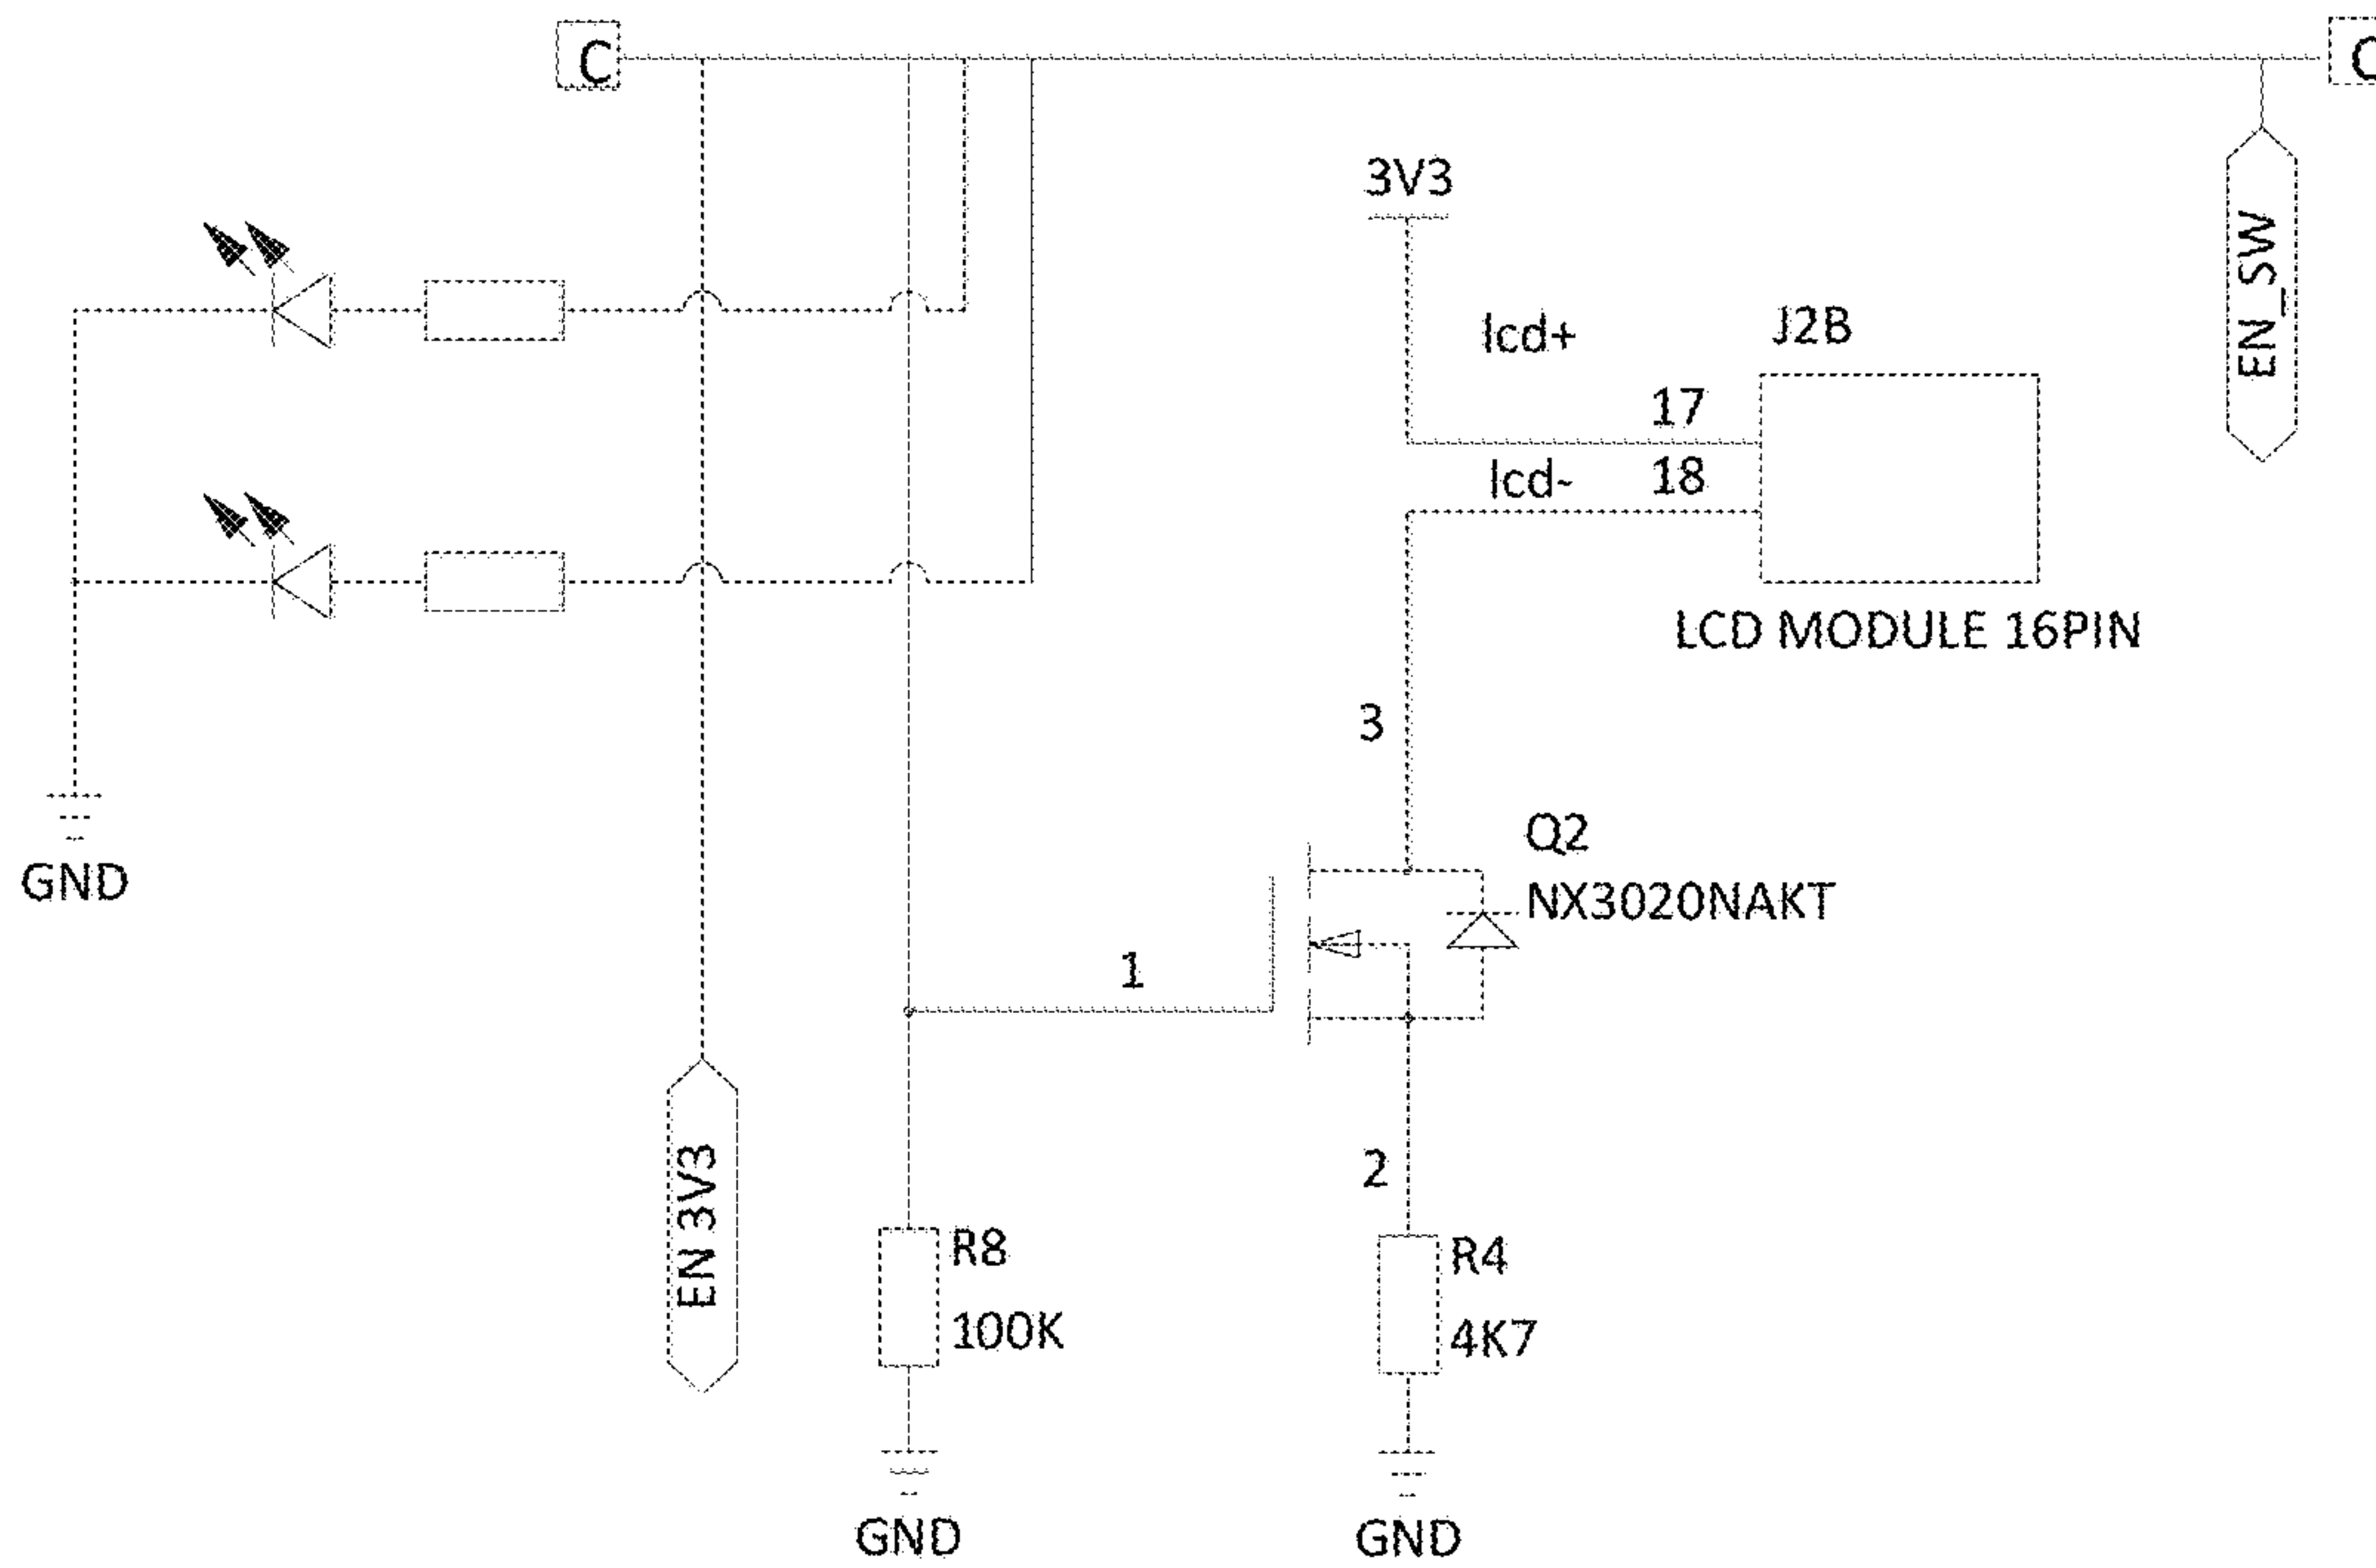 C
C
3V3
EN_SW
lcd+
J2B
17
lcd-
18
LCD MODULE 16PIN
3
Q2
GND
NX3020NAKT
1
2
EN 3V3
R8
R4
100K
4K7
GND
GND